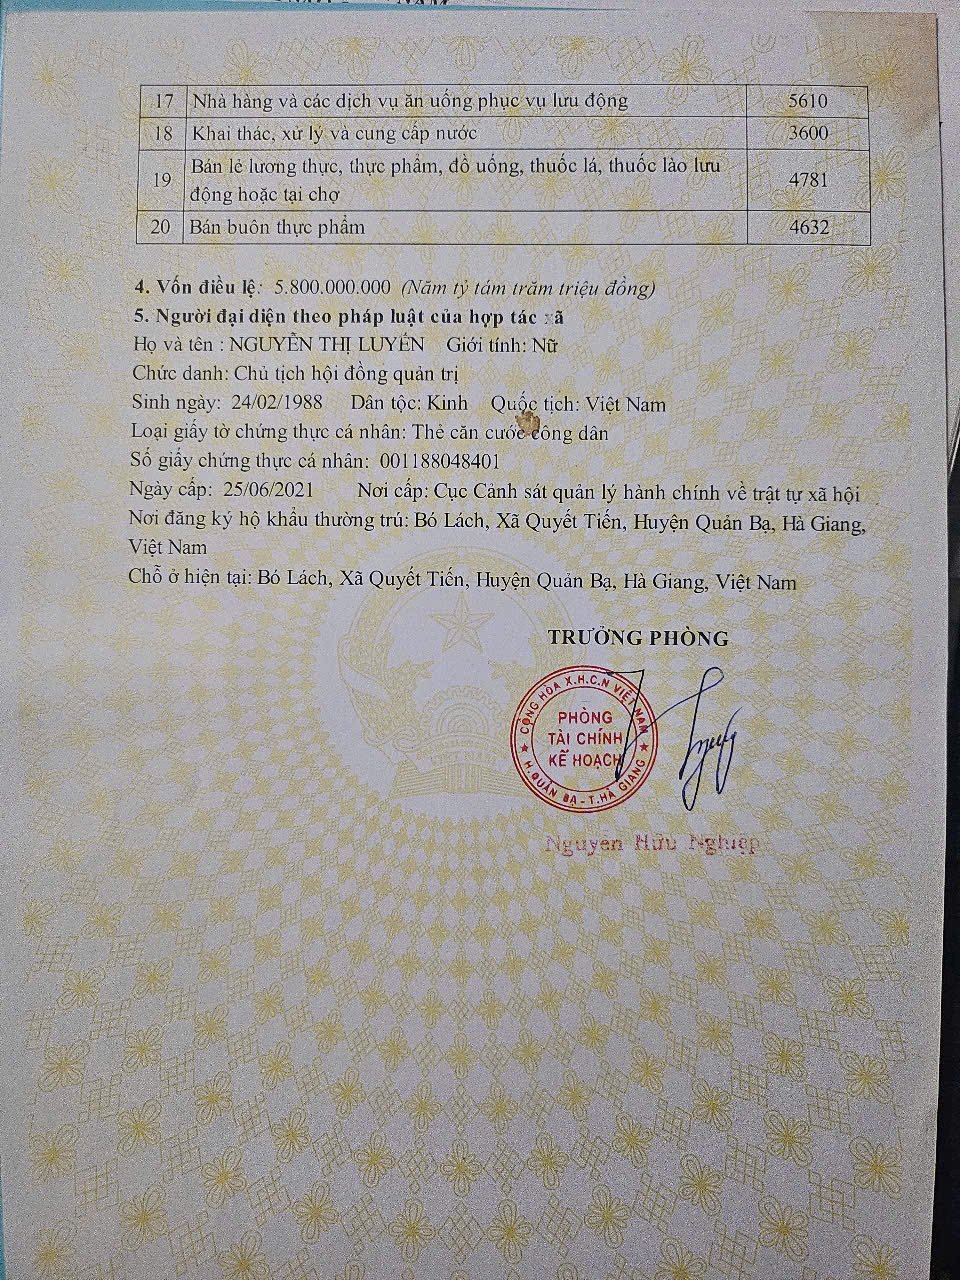 17 Nhà hàng và các dịch vụ ăn uống phục vụ lưu động 5610
18 Khai thác, xử lý và cung cấp nước 3600
19 Bán lẻ lương thực, thực phẩm, đồ uống, thuốc lá, thuốc lào lưu
động hoặc tại chợ 4781
20 Bán buôn thực phẩm 4632
4. Vốn điều lệ: 5.800.000.000 (Năm tỷ tám trăm triệu đồng)
5. Người đại diện theo pháp luật của hợp tác xã
Họ và tên : NGUYỄN THỊ LUYẾN Giới tính: Nữ
Chức danh: Chủ tịch hội đồng quản trị
Sinh ngày: 24/02/1988 Dân tộc: Kinh Quốc tịch: Việt Nam
Loại giấy tờ chứng thực cá nhân: Thẻ căn cước công dân
Số giấy chứng thực cá nhân: 001188048401
Ngày cấp: 25/06/2021 Nơi cấp: Cục Cảnh sát quản lý hành chính về trật tự xã hội
Nơi đăng ký hộ khẩu thường trú: Bó Lách, Xã Quyết Tiến, Huyện Quản Bạ, Hà Giang,
Việt Nam
Chỗ ở hiện tại: Bó Lách, Xã Quyết Tiến, Huyện Quản Bạ, Hà Giang, Việt Nam
TRƯỞNG PHÒNG
CỘNG HÒA X.H.C.N VIỆT NAM
PHÒNG
TÀI CHÍNH
KẾ HOẠCH
H.QUẢN BẠ - T.HÀ GIANG
Nguyễn Hữu Nghiệp